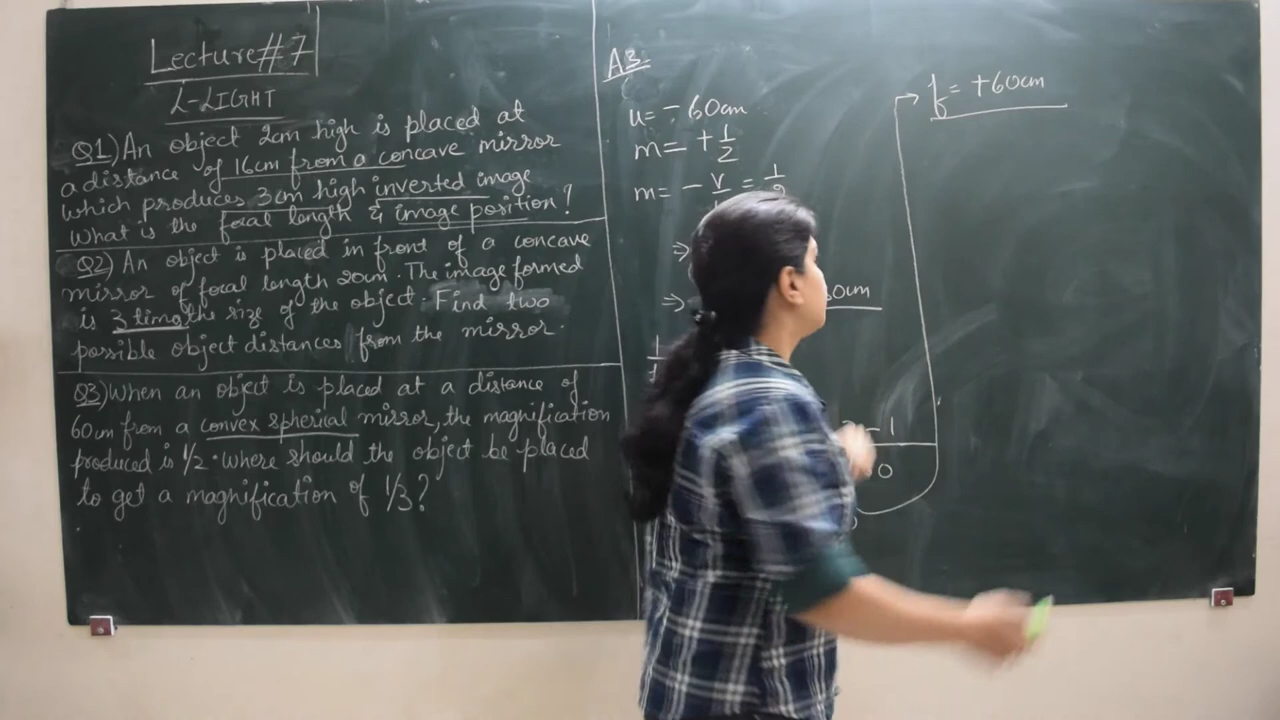 Lecture#7
L-LIGHT
Q1) An object 2cm high is placed at
a distance of 16cm from a concave mirror
which produces 3cm high inverted image
What is the focal length & image position?
Q2) An object is placed in front of a concave
mirror of focal length 20cm. The image formed
is 3 times the size of the object. Find two
possible object distances from the mirror.
Q3) When an object is placed at a distance of
60cm from a convex spherical mirror, the magnification
produced is 1/2. Where should the object be placed
to get a magnification of 1/3?
A3.
u = -60cm
m = +1/2
m = -v/
⇒
⇒
f = +60cm